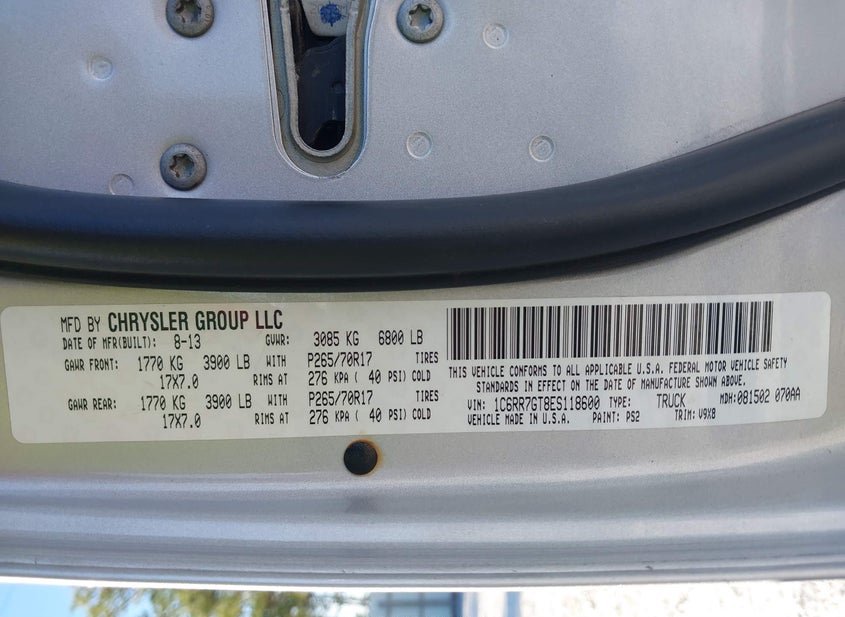 MFD BY CHRYSLER GROUP LLC
DATE OF MFR(BUILT): 8-13 GVWR: 3085 KG 6800 LB
GAWR FRONT: 1770 KG 3900 LB WITH P265/70R17 TIRES
17X7.0 RIMS AT 276 KPA ( 40 PSI) COLD
GAWR REAR: 1770 KG 3900 LB WITH P265/70R17 TIRES
17X7.0 RIMS AT 276 KPA ( 40 PSI) COLD
THIS VEHICLE CONFORMS TO ALL APPLICABLE U.S.A. FEDERAL MOTOR VEHICLE SAFETY
STANDARDS IN EFFECT ON THE DATE OF MANUFACTURE SHOWN ABOVE.
VIN: 1C6RR7GT8ES118600 TYPE: TRUCK MDH: 081502 070AA
VEHICLE MADE IN U.S.A. PAINT: PS2 TRIM: V9X8